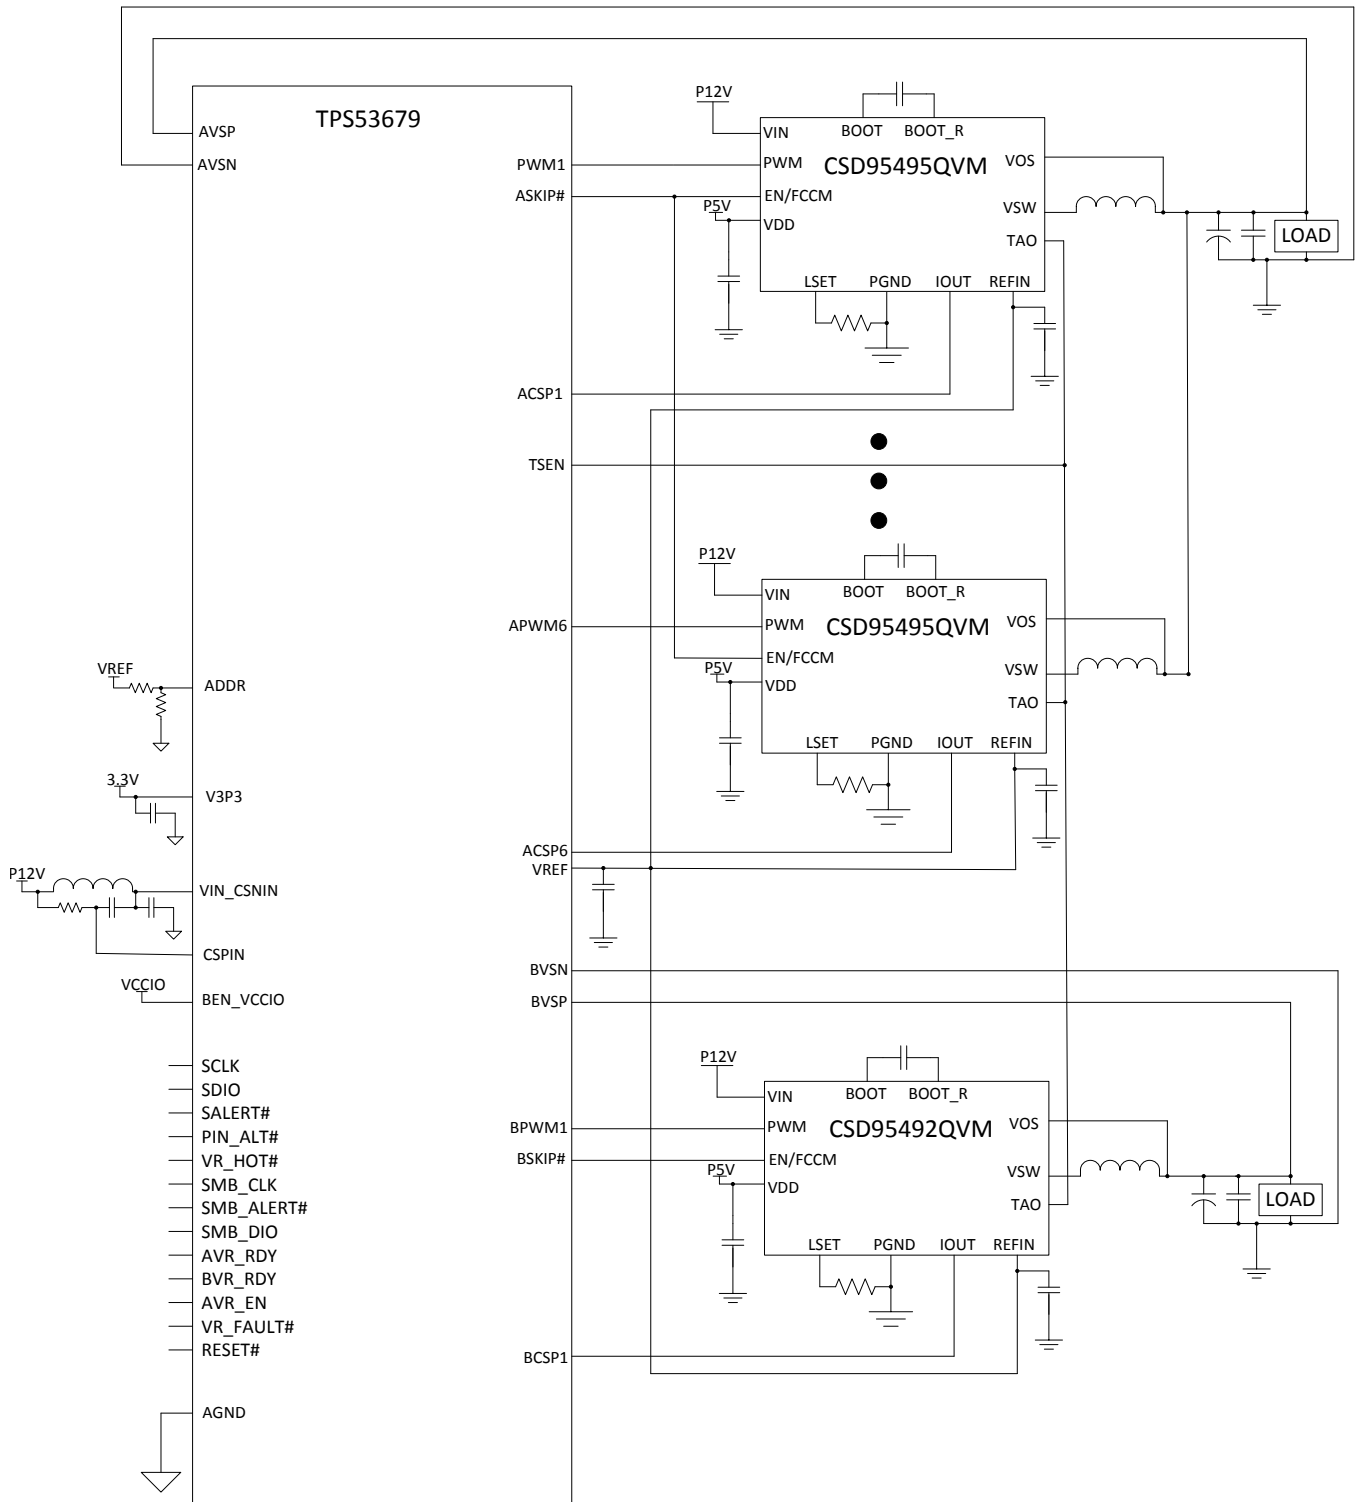 TPS53679
AVSP
AVSN
PWM1
ASKIP#
P12V
VIN
BOOT
BOOT_R
PWM
CSD95495QVM
VOS
EN/FCCM
P5V
VDD
VSW
TAO
LSET
PGND
IOUT
REFIN
LOAD
ACSP1
TSEN
P12V
VIN
BOOT
BOOT_R
APWM6
PWM
CSD95495QVM
VOS
EN/FCCM
P5V
VDD
VSW
TAO
LSET
PGND
IOUT
REFIN
VREF
ADDR
3.3V
V3P3
ACSP6
VREF
P12V
VIN_CSNIN
CSPIN
VCCIO
BEN_VCCIO
BVSN
BVSP
SCLK
SDIO
SALERT#
PIN_ALT#
VR_HOT#
SMB_CLK
SMB_ALERT#
SMB_DIO
AVR_RDY
BVR_RDY
AVR_EN
VR_FAULT#
RESET#
AGND
P12V
VIN
BOOT
BOOT_R
BPWM1
PWM
CSD95492QVM
VOS
BSKIP#
EN/FCCM
P5V
VDD
VSW
TAO
LSET
PGND
IOUT
REFIN
LOAD
BCSP1